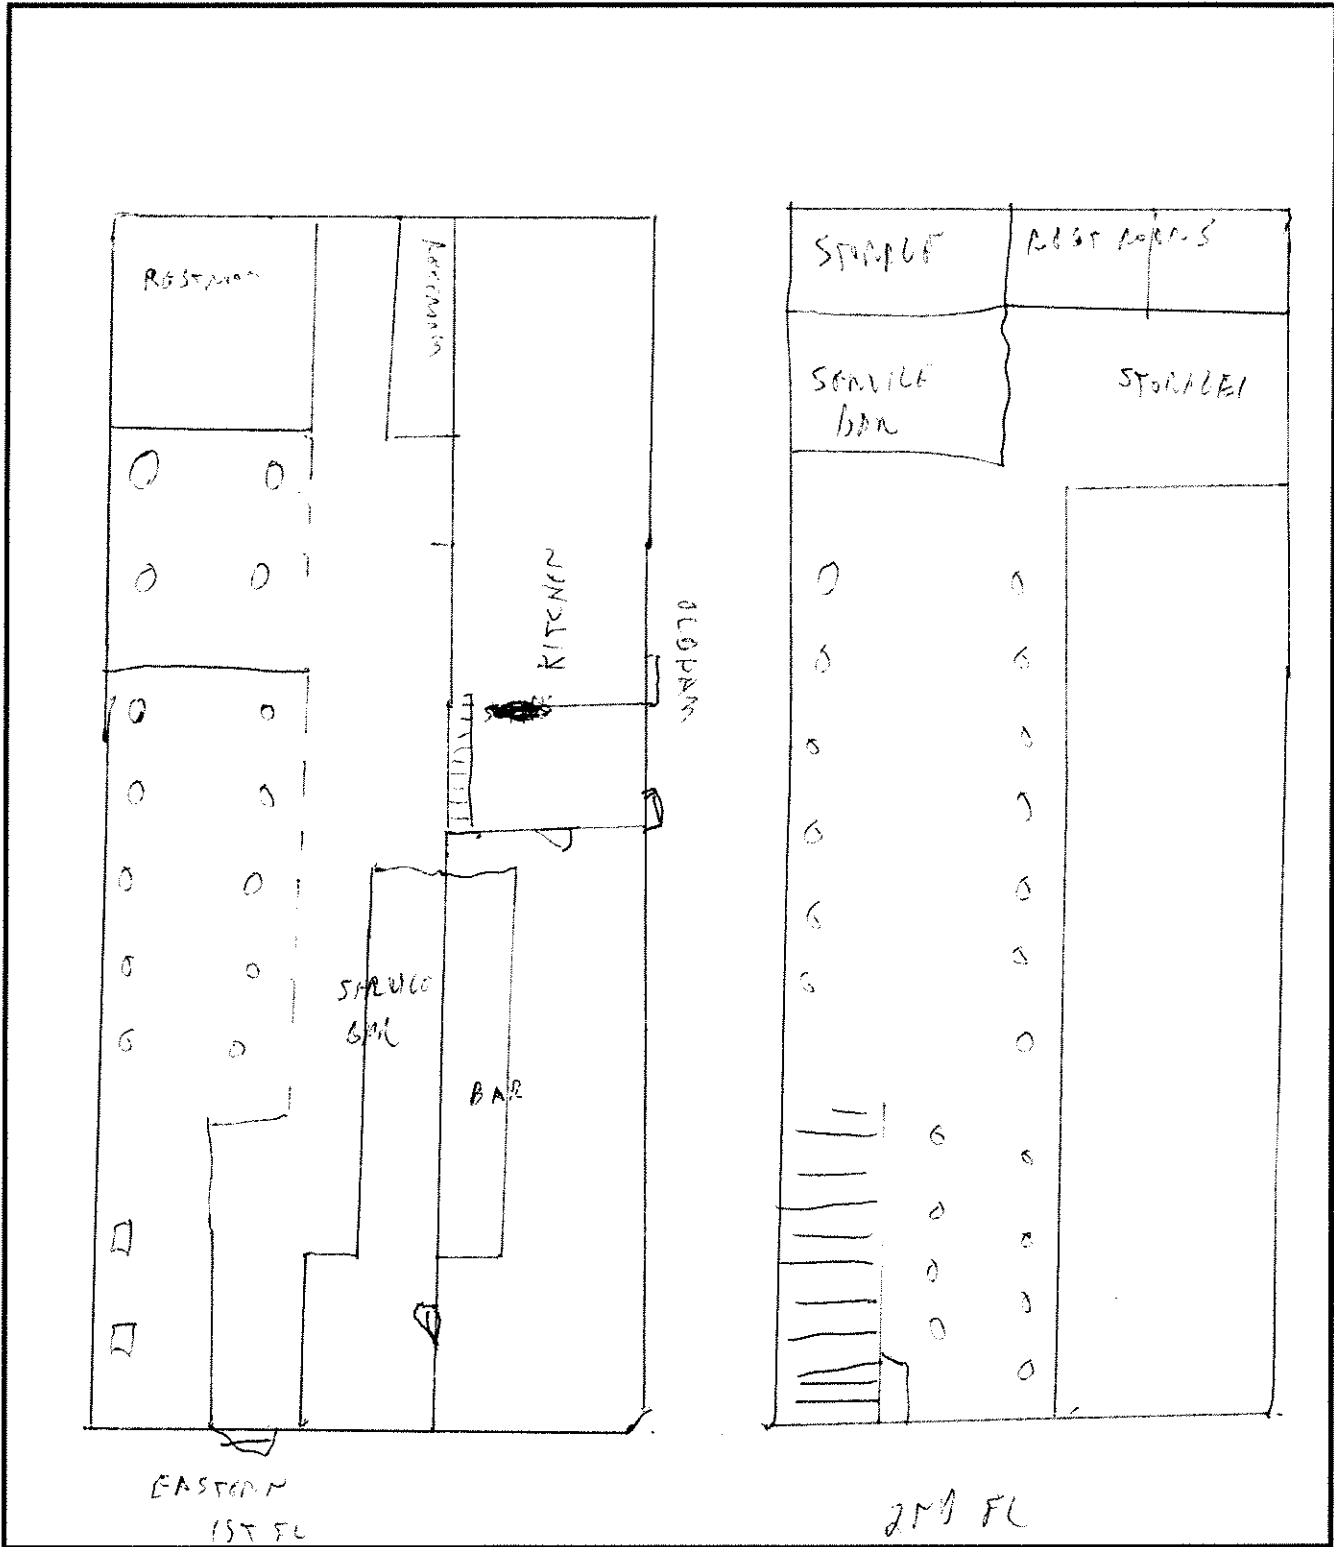 RESTROOM
KITCHEN
SERVICE
BAR
BAR
EASTERN
1ST FL
STORAGE
REST ROOMS
SERVICE
BAR
STORAGE
2ND FL